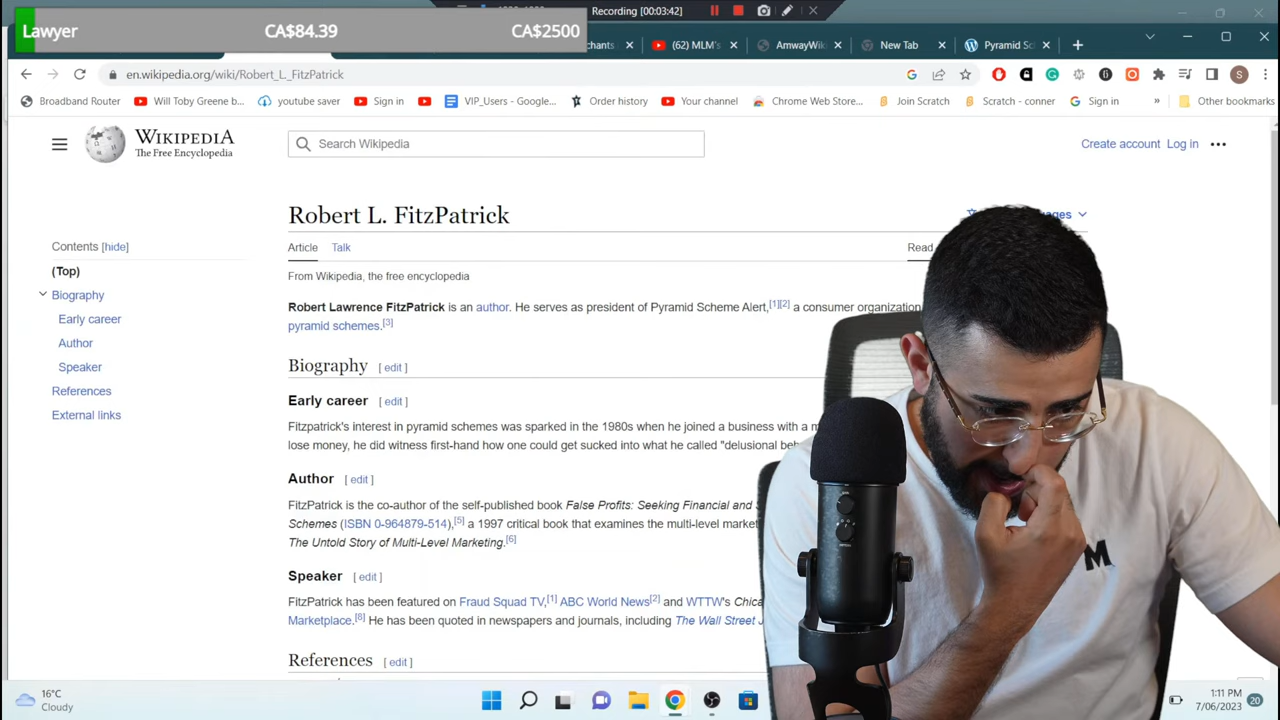 Lawyer CA$84.39 CA$2500
Recording [00:03:42]
(62) MLM's
AmwayWik
New Tab
Pyramid Sc
en.wikipedia.org/wiki/Robert_L._FitzPatrick
S
Broadband Router
Will Toby Greene b...
youtube saver
Sign in
VIP_Users - Google...
Order history
Your channel
Chrome Web Store...
Join Scratch
Scratch - conner
Sign in
»
Other bookmarks
WIKIPEDIA
The Free Encyclopedia
Search Wikipedia
Create account Log in
Robert L. FitzPatrick
Contents [hide]
(Top)
Biography
Early career
Author
Speaker
References
External links
Article Talk
Read
From Wikipedia, the free encyclopedia
Robert Lawrence FitzPatrick is an author. He serves as president of Pyramid Scheme Alert,[1][2] a consumer organization
pyramid schemes.[3]
Biography [ edit ]
Early career [ edit ]
Fitzpatrick's interest in pyramid schemes was sparked in the 1980s when he joined a business with a m
lose money, he did witness first-hand how one could get sucked into what he called "delusional beh
Author [ edit ]
FitzPatrick is the co-author of the self-published book False Profits: Seeking Financial and S
Schemes (ISBN 0-964879-514),[5] a 1997 critical book that examines the multi-level market
The Untold Story of Multi-Level Marketing.[6]
Speaker [ edit ]
FitzPatrick has been featured on Fraud Squad TV,[1] ABC World News[2] and WTTW's Chica
Marketplace.[8] He has been quoted in newspapers and journals, including The Wall Street J
References [ edit ]
M
16°C
Cloudy
1:11 PM
7/06/2023
20